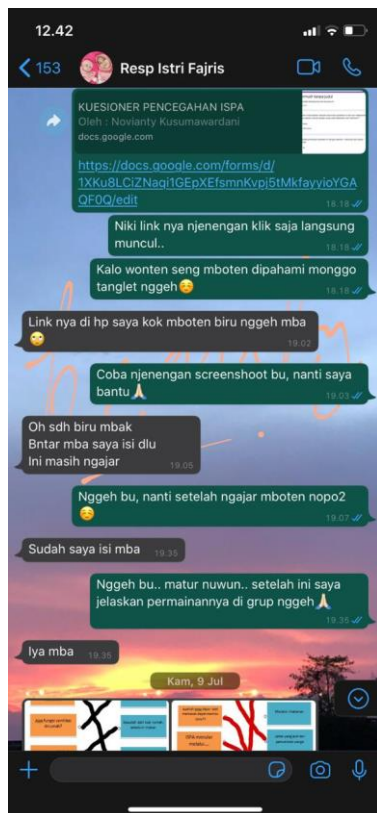 12.42
153
Resp Istri Fajris
KUESIONER PENCEGAHAN ISPA
Oleh : Novianty Kusumawardani
docs.google.com
https://docs.google.com/forms/d/
1XKu8LCiZNagi1GEpXEfsmnKvpj5tMkfayvioYGA
QF0Q/edit
18.18
Niki link nya njenengan klik saja langsung
muncul..
18.18
Kalo wonten seng mboten dipahami monggo
tanglet nggeh☺️
18.18
Link nya di hp saya kok mboten biru nggeh mba
🙄
19.02
Coba njenengan screenshoot bu, nanti saya
bantu🙏
19.03
Oh sdh biru mbak
Bntar mba saya isi dlu
Ini masih ngajar
19.05
Nggeh bu, nanti setelah ngajar mboten nopo2
☺️
19.07
Sudah saya isi mba
19.35
Nggeh bu.. matur nuwun.. setelah ini saya
jelaskan permainannya di grup nggeh🙏
19.35
Iya mba
19.35
Kam, 9 Jul